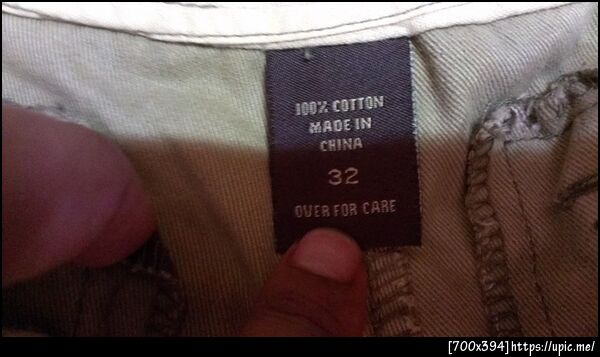 100% COTTON
MADE IN
CHINA
32
OVER FOR CARE
[700x394]https://upic.me/